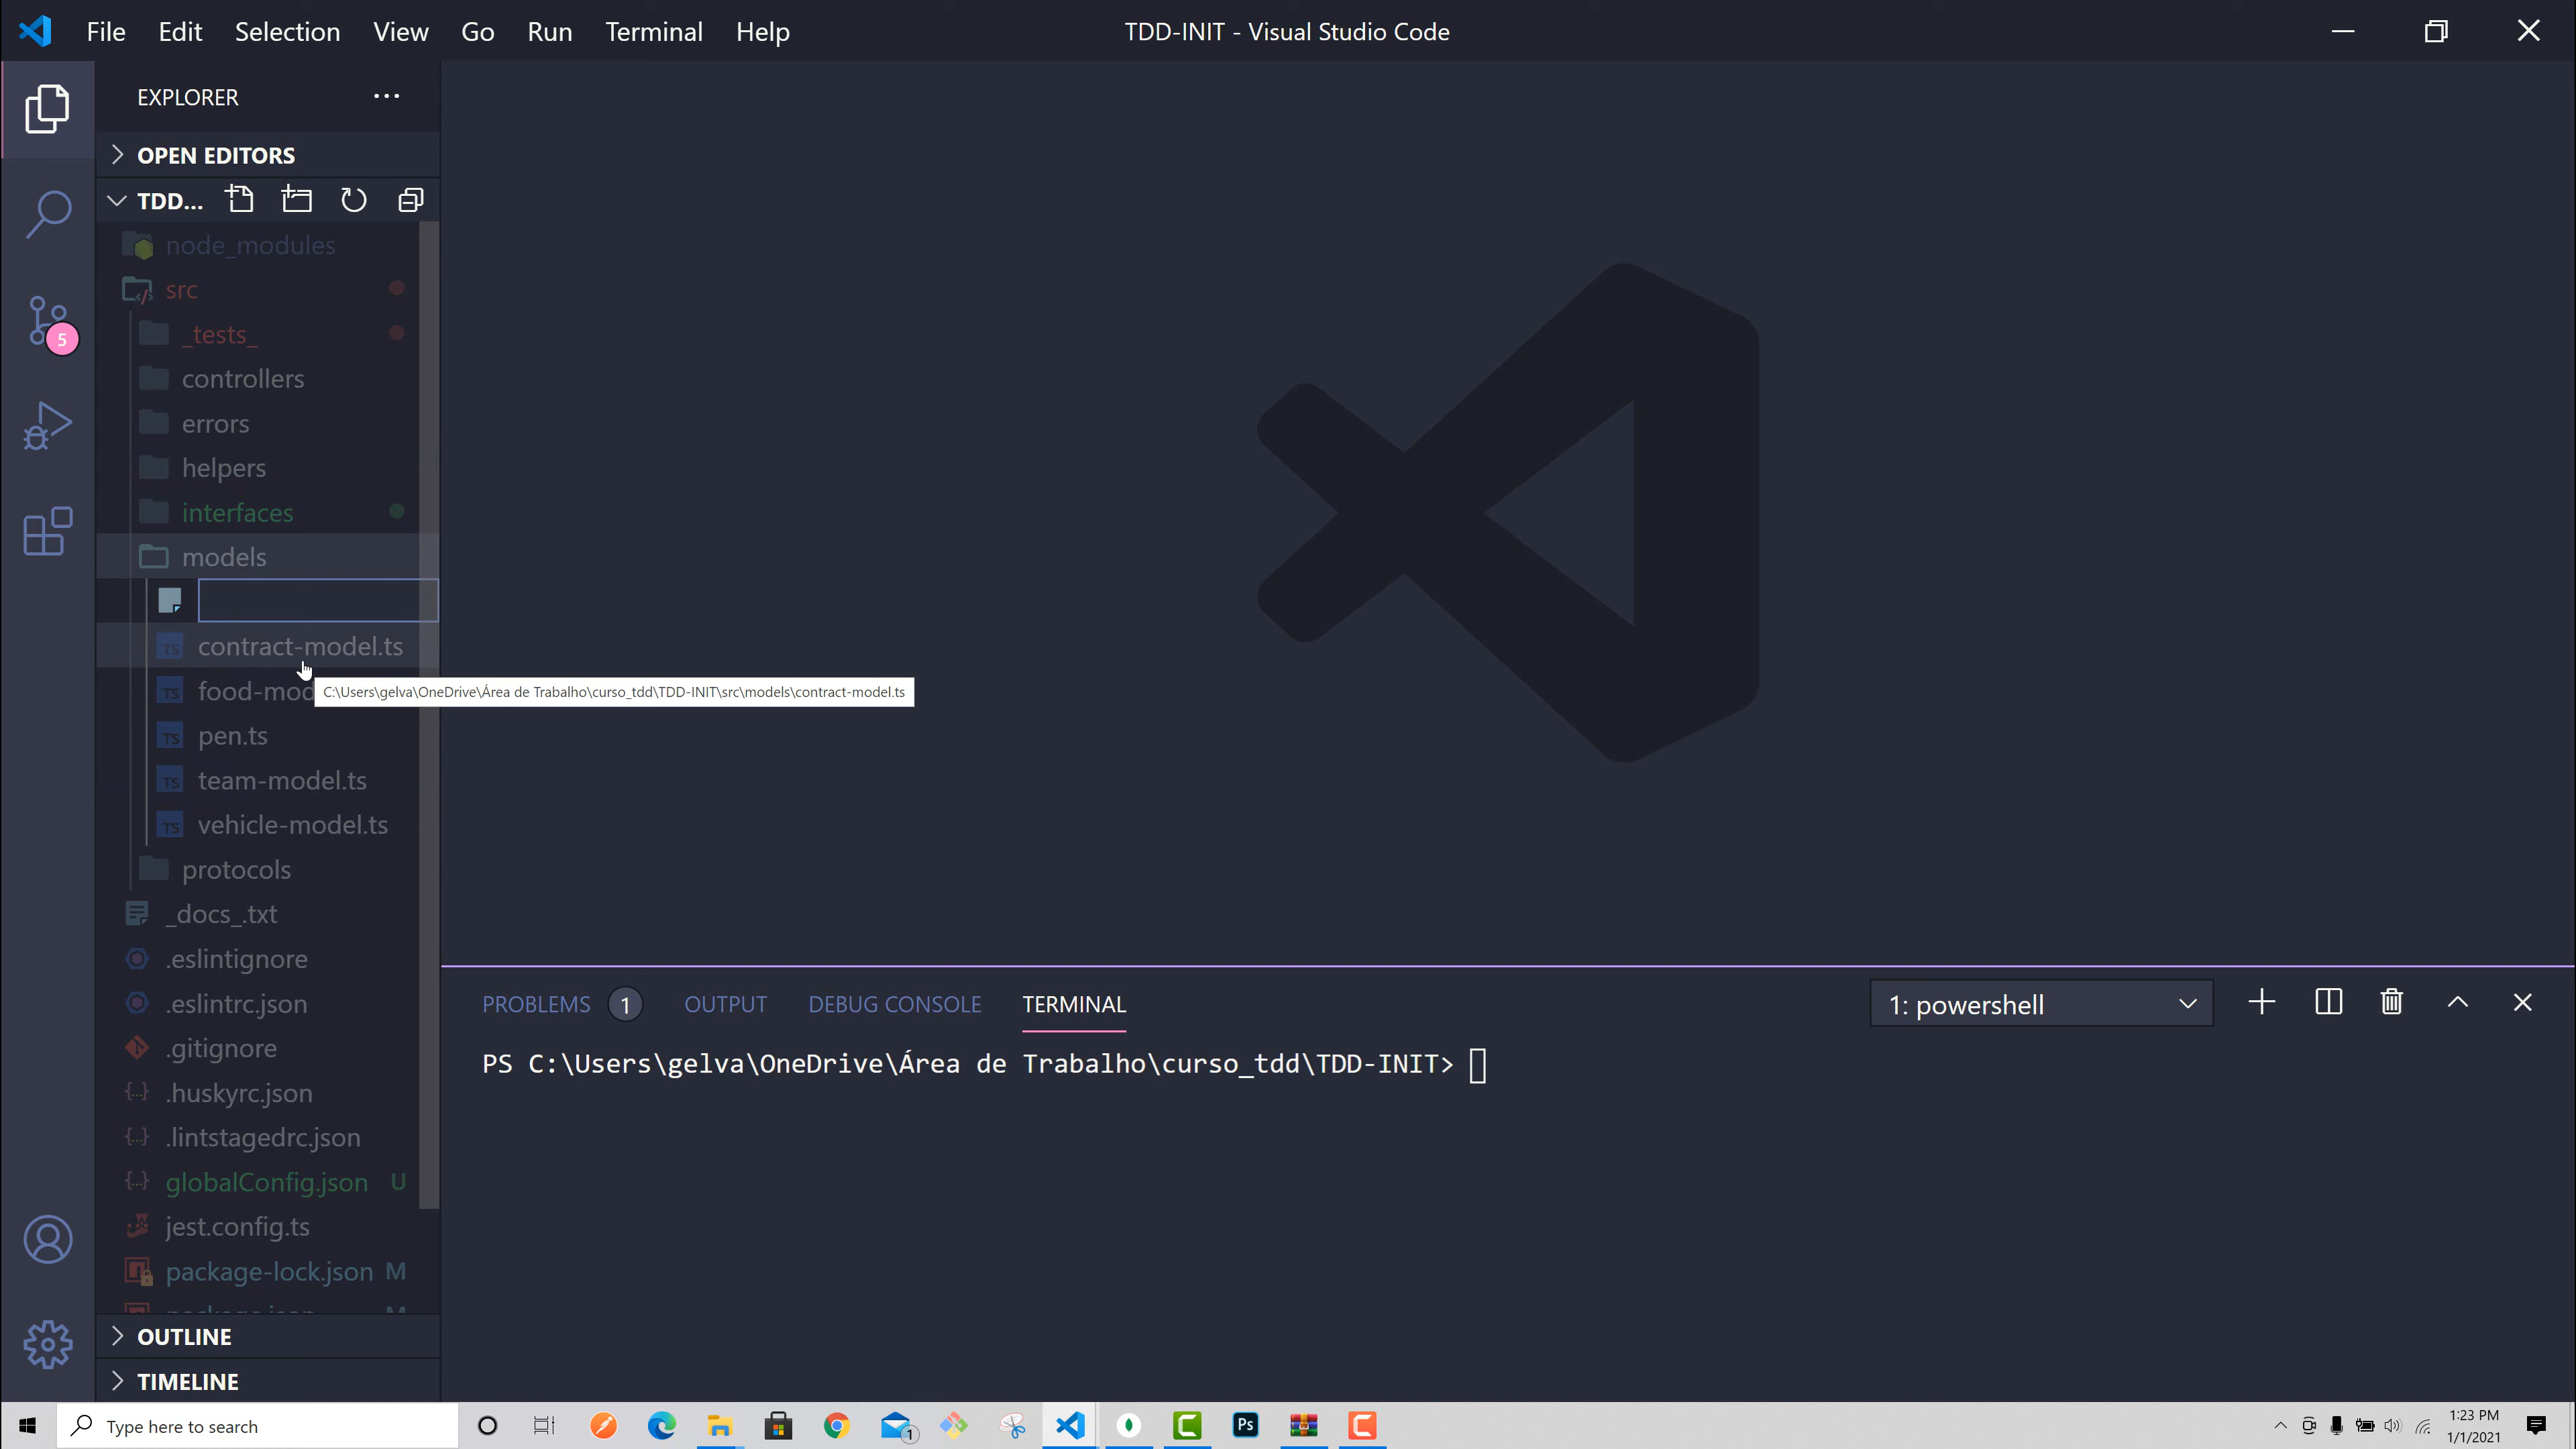 File Edit Selection View Go Run Terminal Help
TDD-INIT - Visual Studio Code
EXPLORER
OPEN EDITORS
TDD...
node_modules
src
_tests_
controllers
errors
helpers
interfaces
models
contract-model.ts
food-mod
C:\Users\gelva\OneDrive\Área de Trabalho\curso_tdd\TDD-INIT\src\models\contract-model.ts
pen.ts
team-model.ts
vehicle-model.ts
protocols
_docs_.txt
.eslintignore
.eslintrc.json
.gitignore
.huskyrc.json
.lintstagedrc.json
globalConfig.json U
jest.config.ts
package-lock.json M
package.json M
OUTLINE
TIMELINE
5
PROBLEMS 1 OUTPUT DEBUG CONSOLE TERMINAL
1: powershell
PS C:\Users\gelva\OneDrive\Área de Trabalho\curso_tdd\TDD-INIT>
Type here to search
1
Ps
1:23 PM
1/1/2021